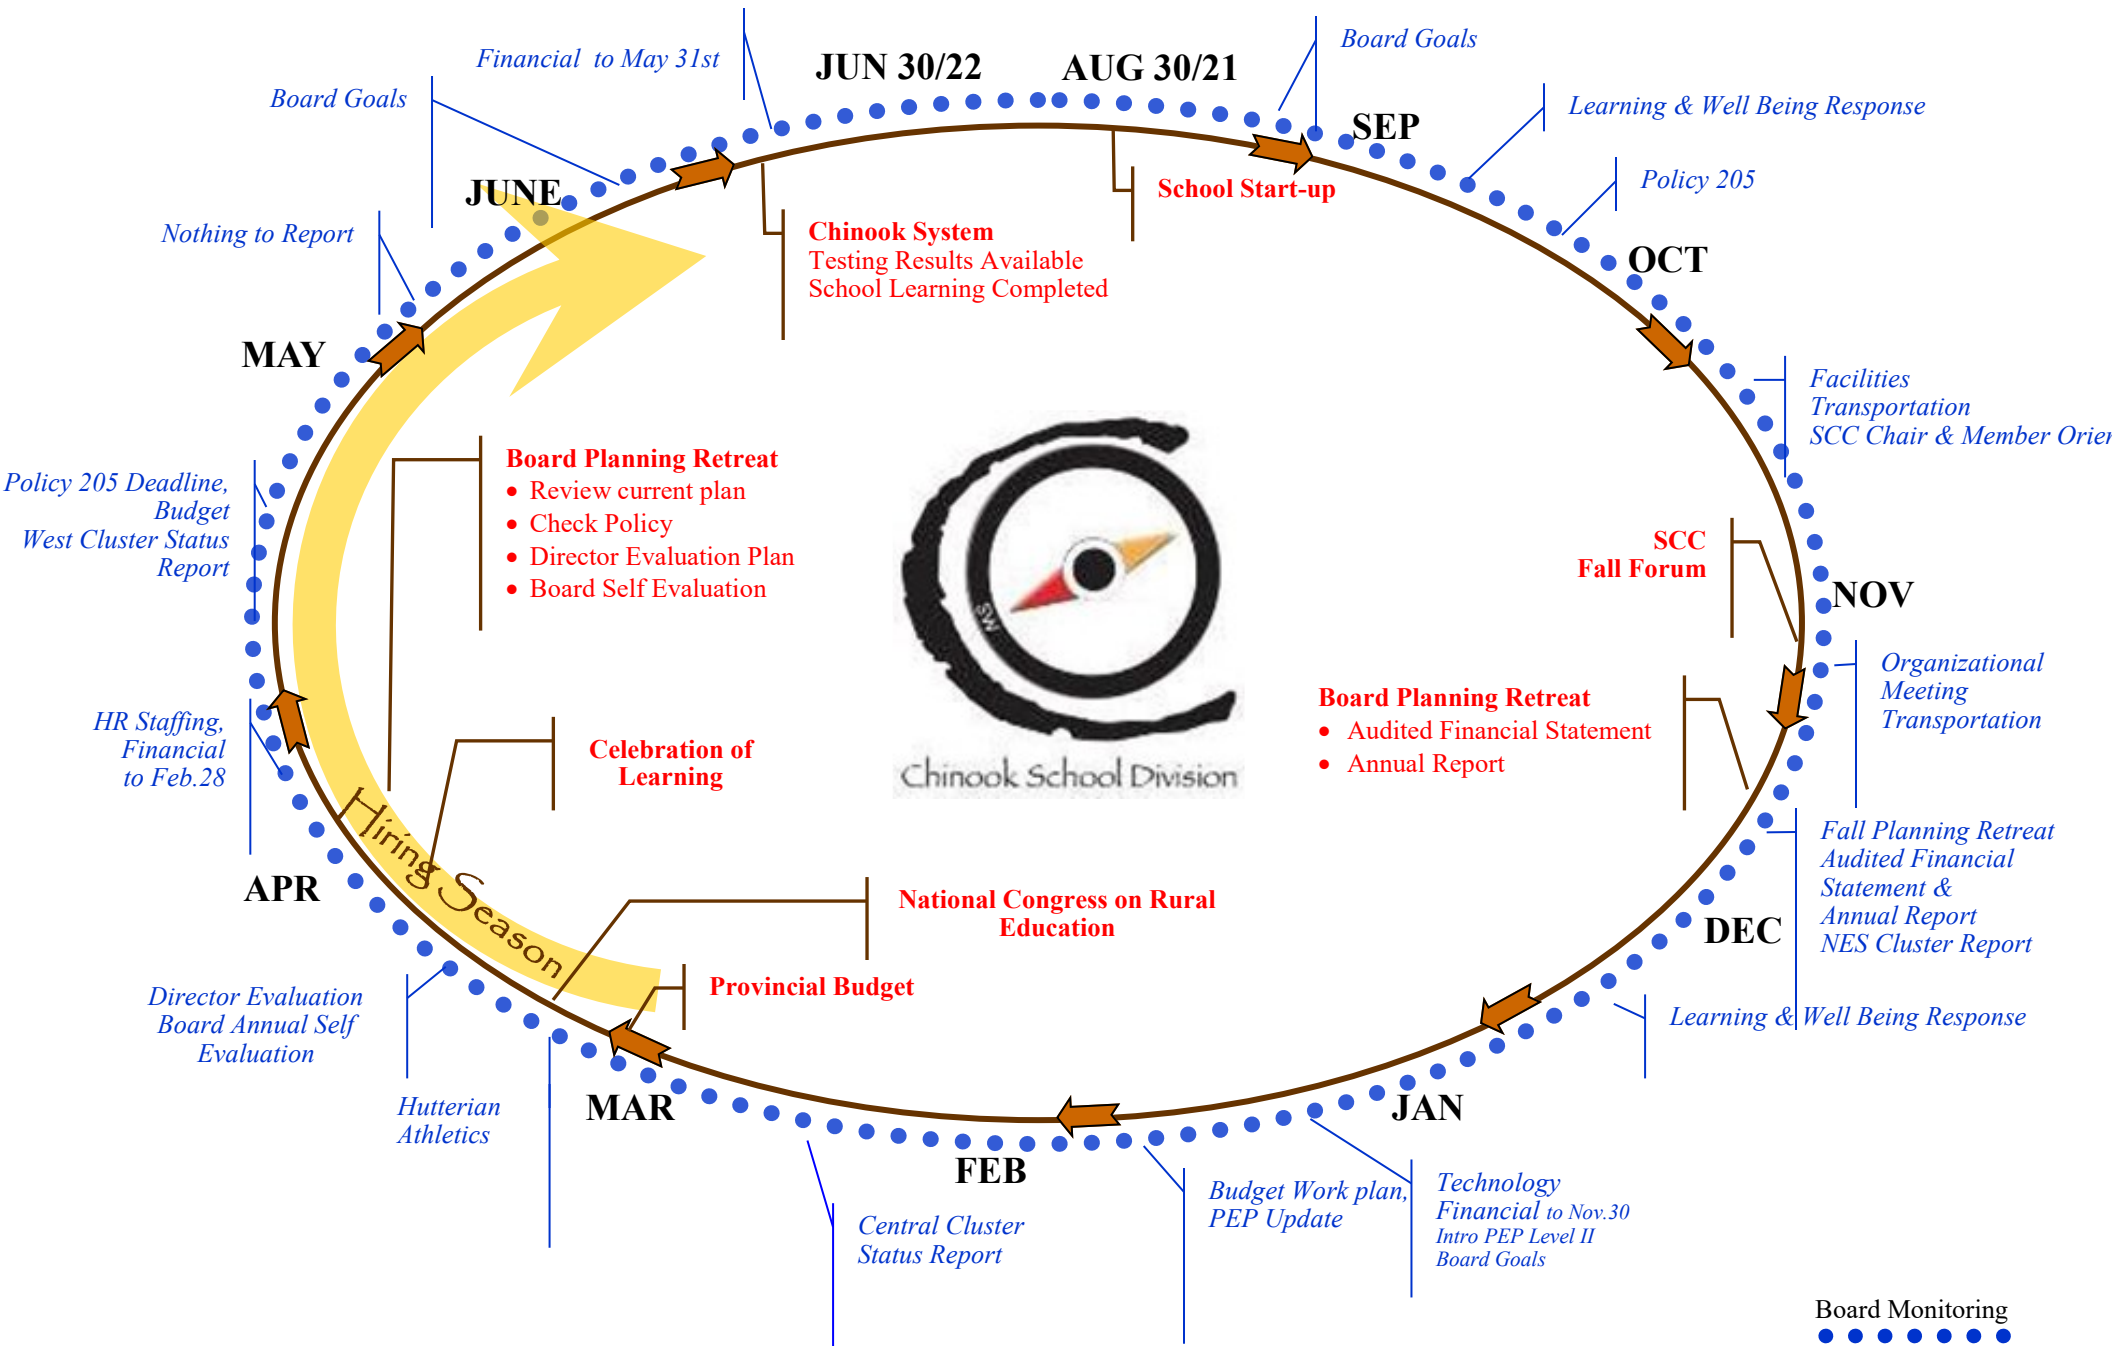 Financial to May 31st
JUN 30/22
AUG 30/21
Board Goals
Board Goals
Learning & Well Being Response
SEP
Policy 205
JUNE
School Start-up
Nothing to Report
Chinook System
Testing Results Available
School Learning Completed
OCT
MAY
Facilities
Transportation
SCC Chair & Member Orien
Board Planning Retreat
• Review current plan
• Check Policy
• Director Evaluation Plan
• Board Self Evaluation
Policy 205 Deadline,
Budget
West Cluster Status
Report
SCC
Fall Forum
NOV
SW
Organizational
Meeting
Transportation
Board Planning Retreat
• Audited Financial Statement
• Annual Report
HR Staffing,
Financial
to Feb.28
Celebration of
Learning
Chinook School Division
Hiring Season
APR
Fall Planning Retreat
Audited Financial
Statement &
Annual Report
NES Cluster Report
National Congress on Rural
Education
DEC
Provincial Budget
Director Evaluation
Board Annual Self
Evaluation
Learning & Well Being Response
Hutterian
Athletics
MAR
JAN
FEB
Central Cluster
Status Report
Budget Work plan,
PEP Update
Technology
Financial to Nov.30
Intro PEP Level II
Board Goals
Board Monitoring